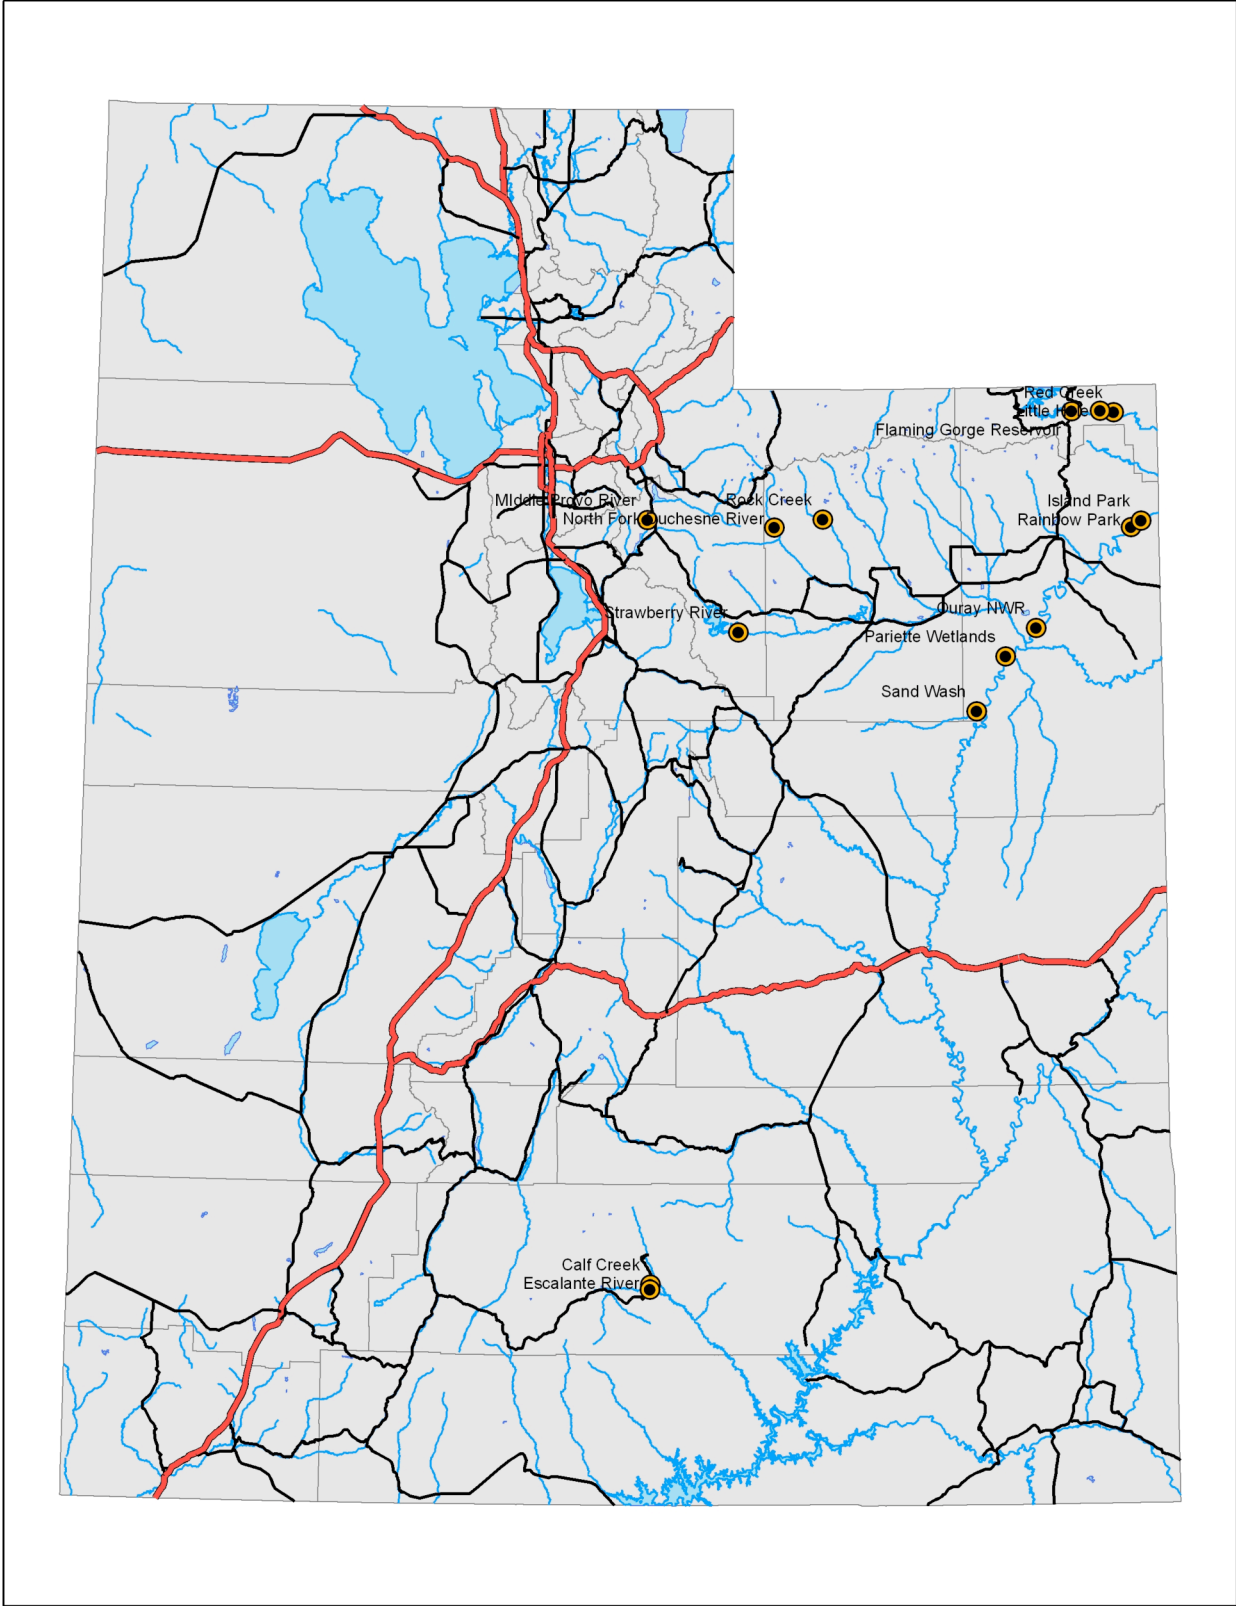 Red Creek
Little Hole
Flaming Gorge Reservoir
MIddle Provo River
Rock Creek
Island Park
North Fork Duchesne River
Rainbow Park
Strawberry River
Ouray NWR
Pariette Wetlands
Sand Wash
Calf Creek
Escalante River